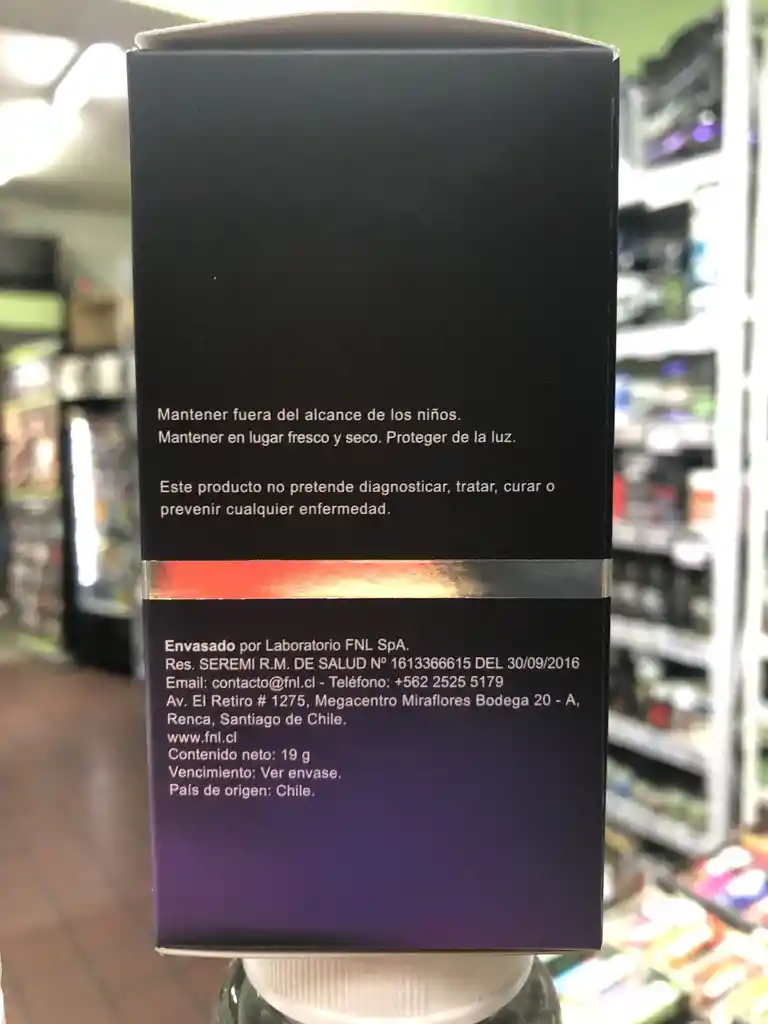 Mantener fuera del alcance de los niños.
Mantener en lugar fresco y seco. Proteger de la luz.
Este producto no pretende diagnosticar, tratar, curar o
prevenir cualquier enfermedad.
Envasado por Laboratorio FNL SpA.
Res. SEREMI R.M. DE SALUD Nº 1613366615 DEL 30/09/2016
Email: contacto@fnl.cl - Teléfono: +562 2525 5179
Av. El Retiro # 1275, Megacentro Miraflores Bodega 20 - A,
Renca, Santiago de Chile.
www.fnl.cl
Contenido neto: 19 g
Vencimiento: Ver envase.
País de origen: Chile.